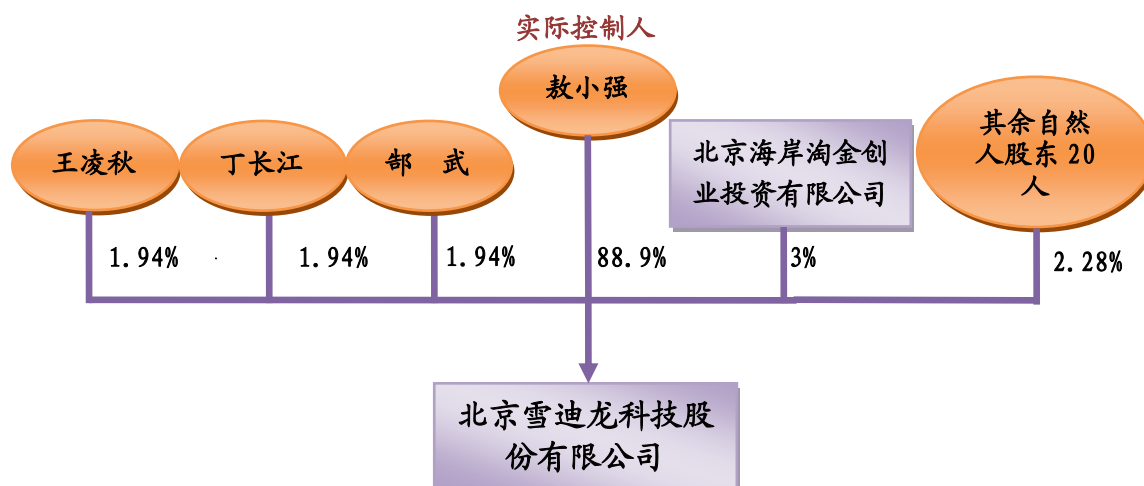 实际控制人
敖小强
王凌秋
丁长江
郜 武
北京海岸淘金创
业投资有限公司
其余自然
人股东 20
人
1.94%
1.94%
1.94%
88.9%
3%
2.28%
北京雪迪龙科技股
份有限公司